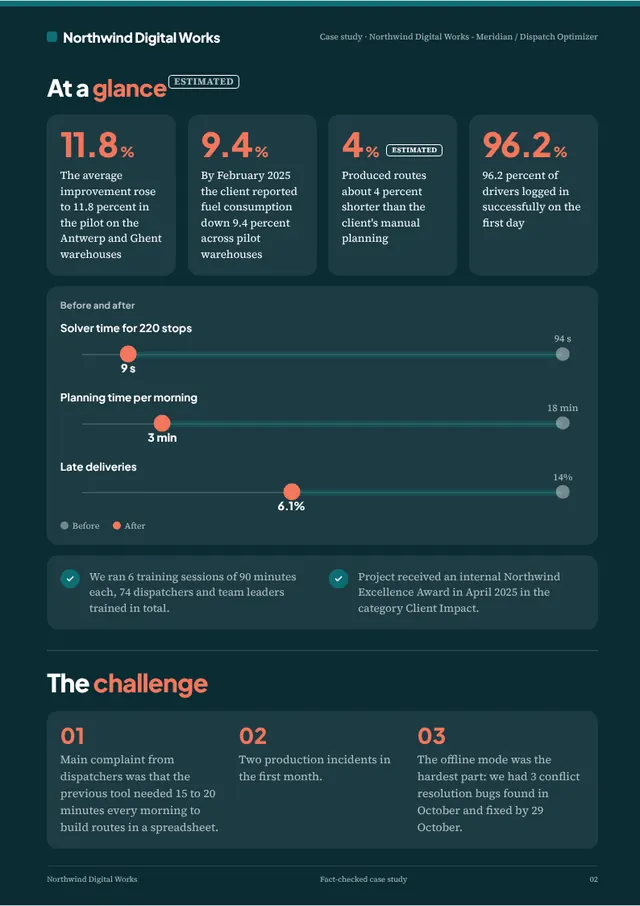 Northwind Digital Works
Case study · Northwind Digital Works - Meridian / Dispatch Optimizer
At a glance ESTIMATED
11.8%
The average
improvement rose
to 11.8 percent in
the pilot on the
Antwerp and Ghent
warehouses
9.4%
By February 2025
the client reported
fuel consumption
down 9.4 percent
across pilot
warehouses
4% ESTIMATED
Produced routes
about 4 percent
shorter than the
client's manual
planning
96.2%
96.2 percent of
drivers logged in
successfully on the
first day
Before and after
Solver time for 220 stops
94 s
9 s
Planning time per morning
18 min
3 min
Late deliveries
14%
6.1%
Before After
We ran 6 training sessions of 90 minutes
each, 74 dispatchers and team leaders
trained in total.
Project received an internal Northwind
Excellence Award in April 2025 in the
category Client Impact.
The challenge
01
Main complaint from
dispatchers was that the
previous tool needed 15 to 20
minutes every morning to
build routes in a spreadsheet.
02
Two production incidents in
the first month.
03
The offline mode was the
hardest part: we had 3 conflict
resolution bugs found in
October and fixed by 29
October.
Northwind Digital Works
Fact-checked case study
02